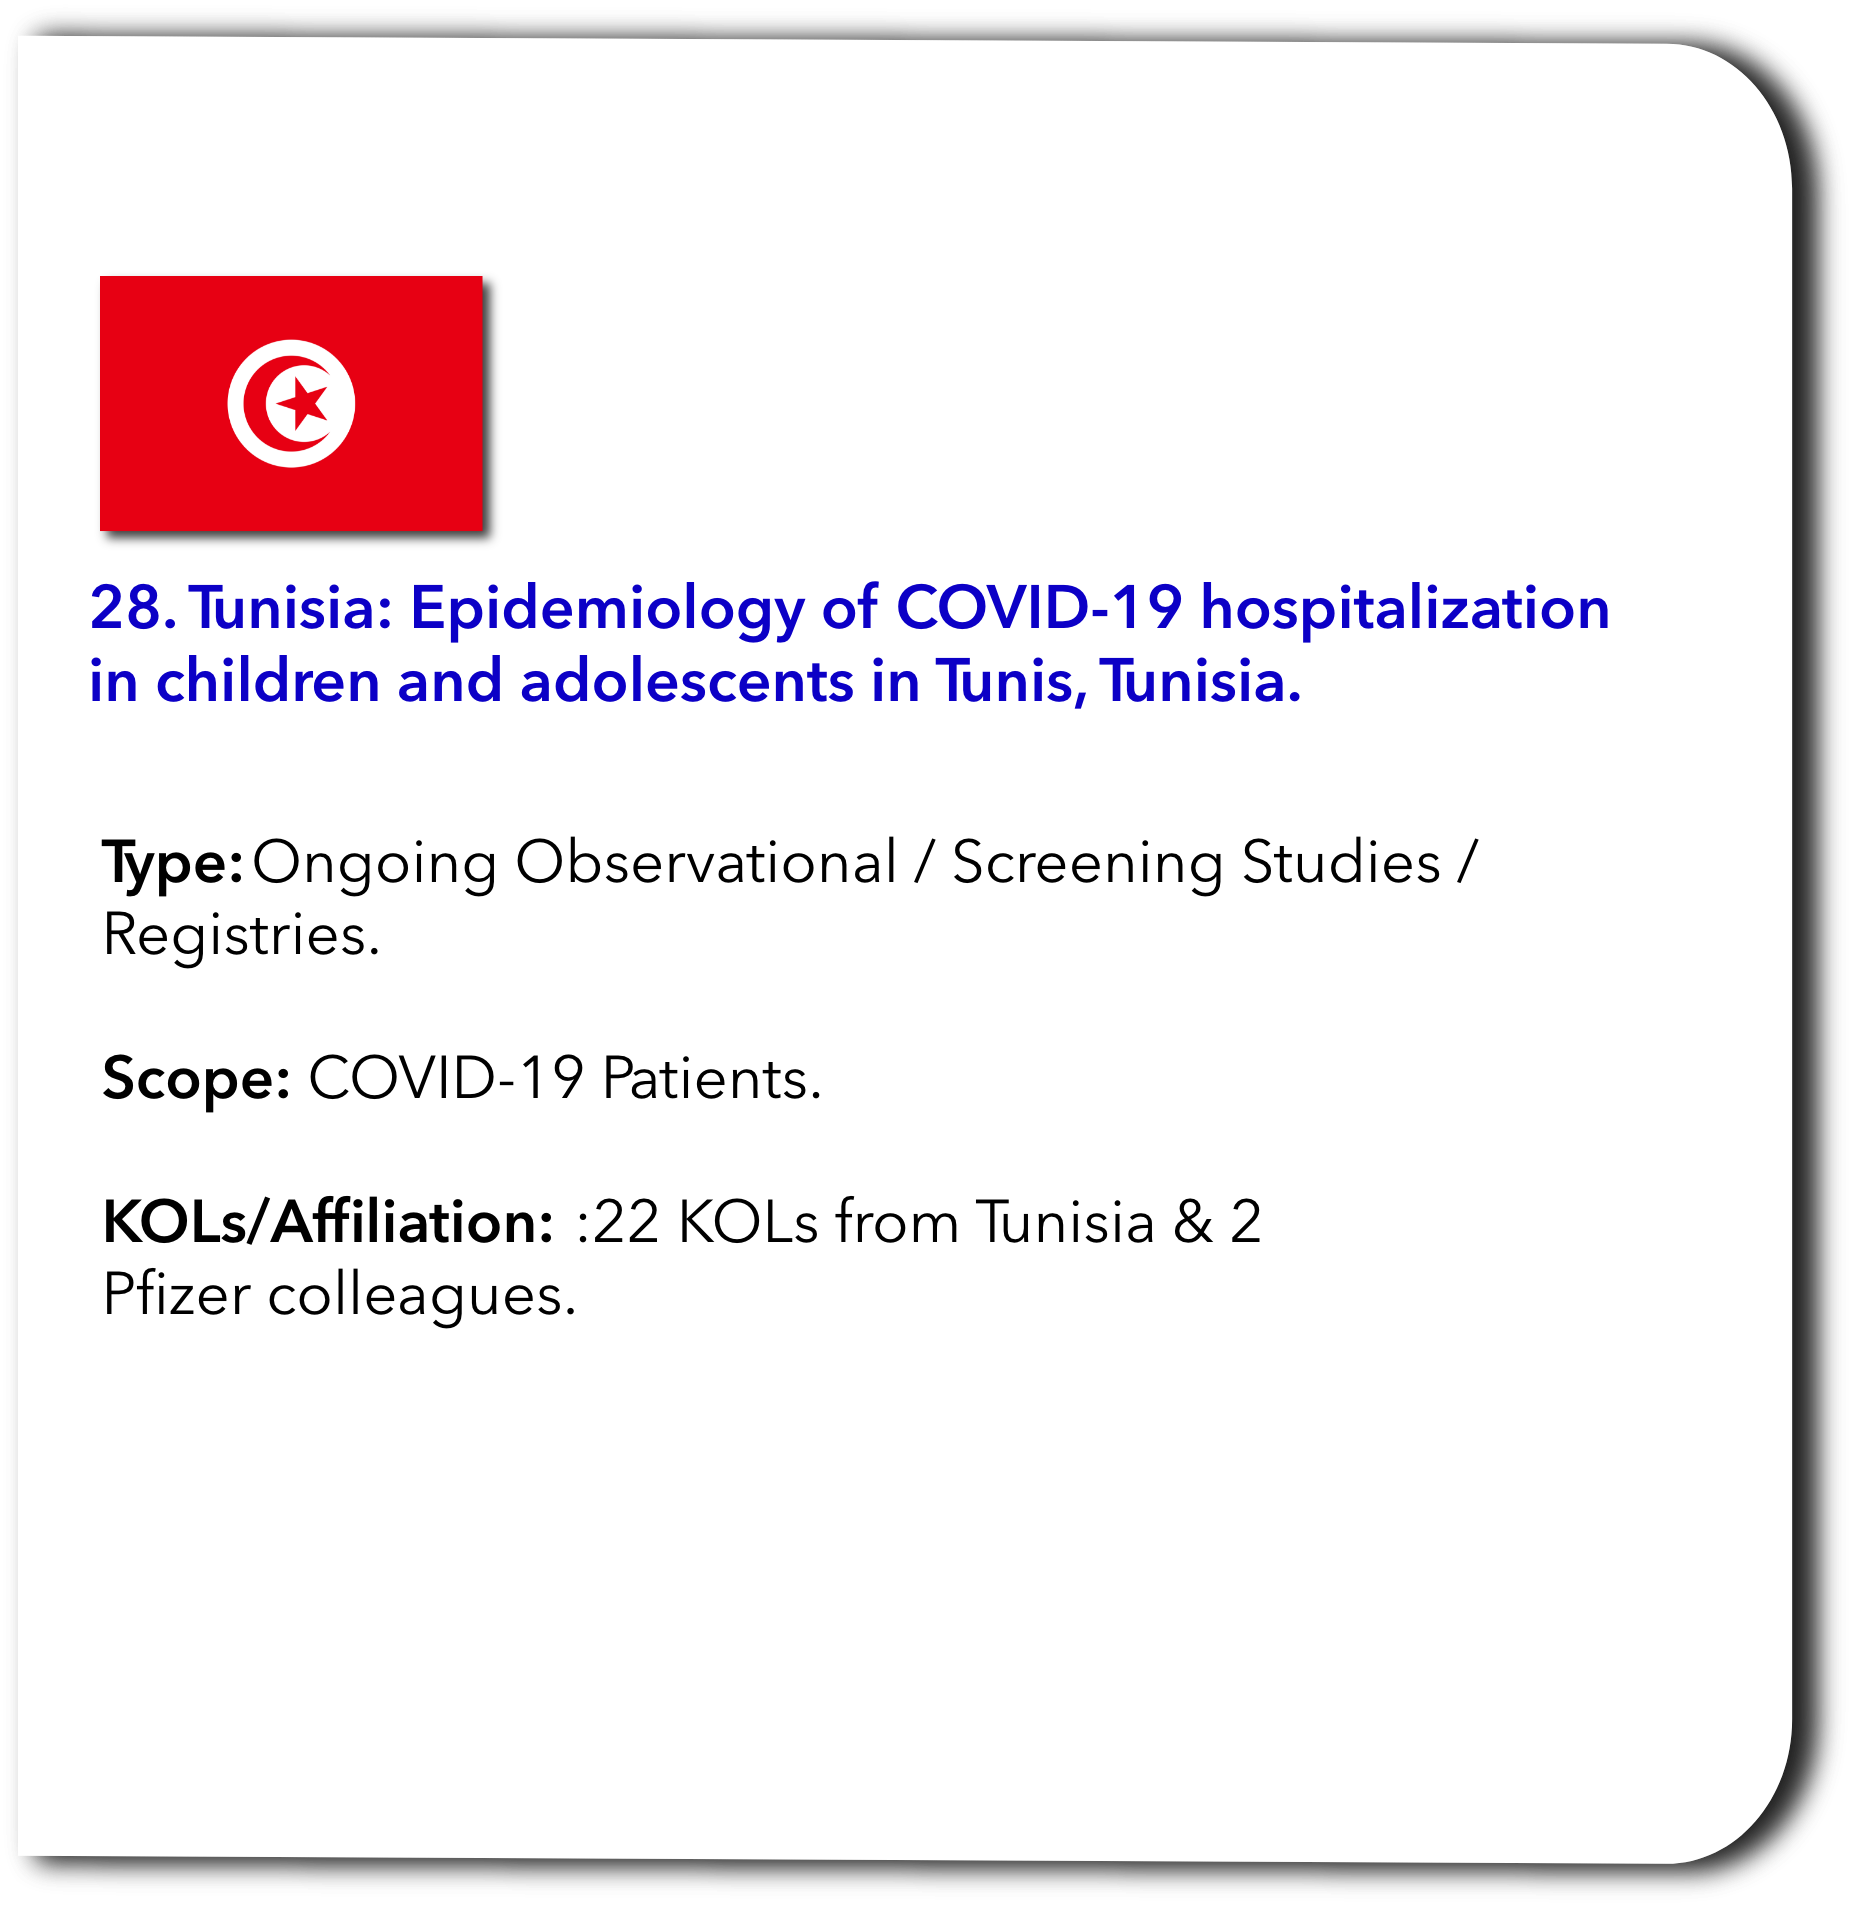 28. Tunisia: Epidemiology of COVID-19 hospitalization
in children and adolescents in Tunis, Tunisia.
Type: Ongoing Observational / Screening Studies /
Registries.
Scope: COVID-19 Patients.
KOLs/Affiliation: :22 KOLs from Tunisia & 2
Pfizer colleagues.